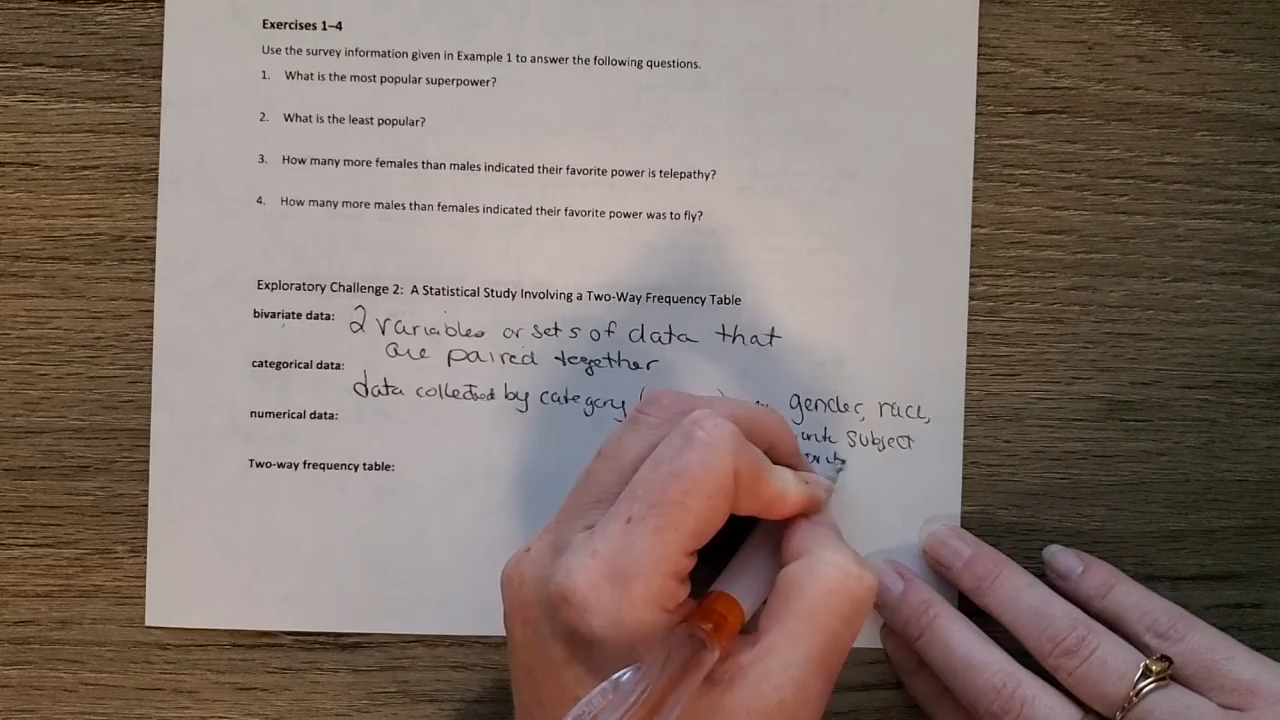 Exercises 1–4
Use the survey information given in Example 1 to answer the following questions.
1. What is the most popular superpower?
2. What is the least popular?
3. How many more females than males indicated their favorite power is telepathy?
4. How many more males than females indicated their favorite power was to fly?
Exploratory Challenge 2: A Statistical Study Involving a Two-Way Frequency Table
bivariate data: 2 variables or sets of data that
are paired together
categorical data:
data collected by category gender, race,
subject
numerical data:
Two-way frequency table: